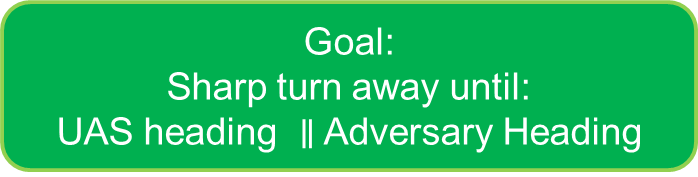 Goal:
Sharp turn away until:
UAS heading || Adversary Heading